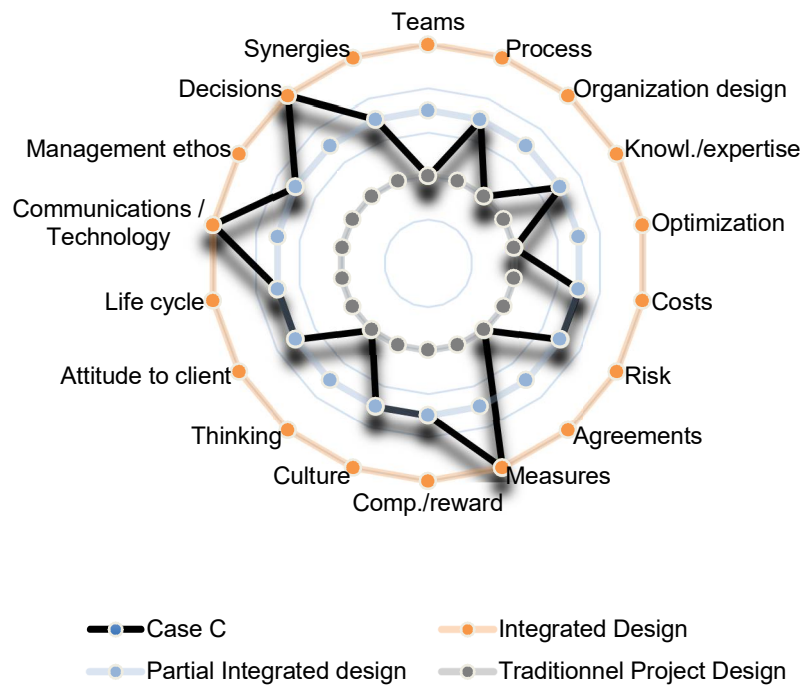 Teams
Synergies
Process
Decisions
Organization design
Management ethos
Knowl./expertise
Communications /
Technology
Optimization
Life cycle
Costs
Attitude to client
Risk
Thinking
Agreements
Culture
Measures
Comp./reward
Case C
Integrated Design
Partial Integrated design
Traditionnel Project Design